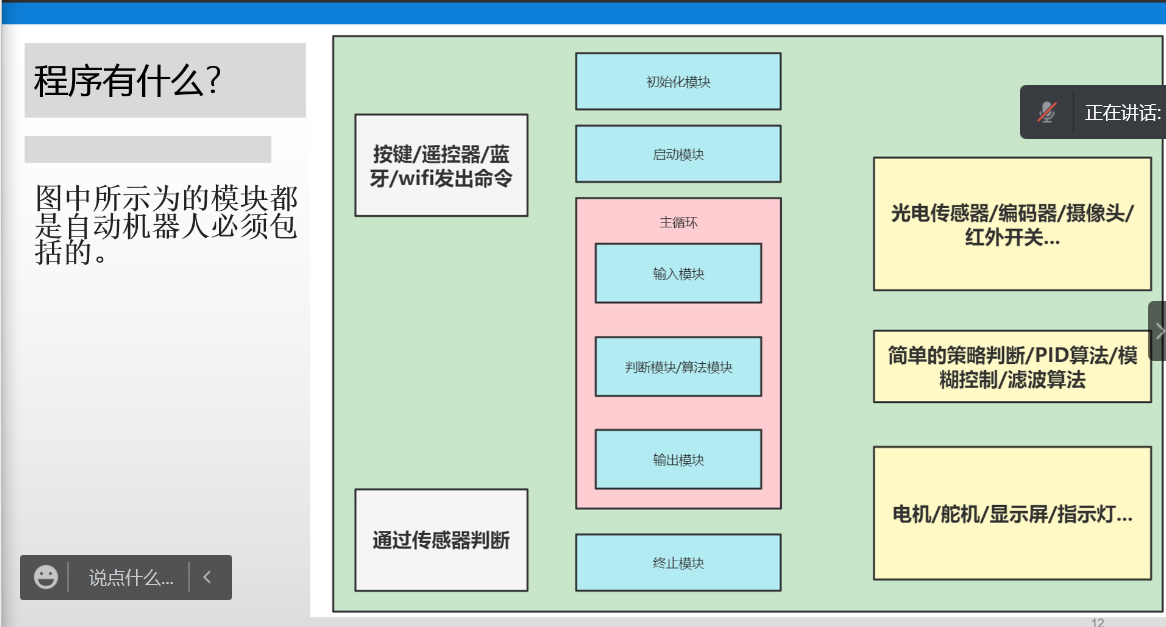 程序有什么?
图中所示为的模块都
是自动机器人必须包
括的。
按键/遥控器/蓝
牙/wifi发出命令
通过传感器判断
初始化模块
启动模块
主循环
输入模块
判断模块/算法模块
输出模块
终止模块
正在讲话:
光电传感器/编码器/摄像头/
红外开关...
简单的策略判断/PID算法/模
糊控制/滤波算法
电机/舵机/显示屏/指示灯...
说点什么...
12